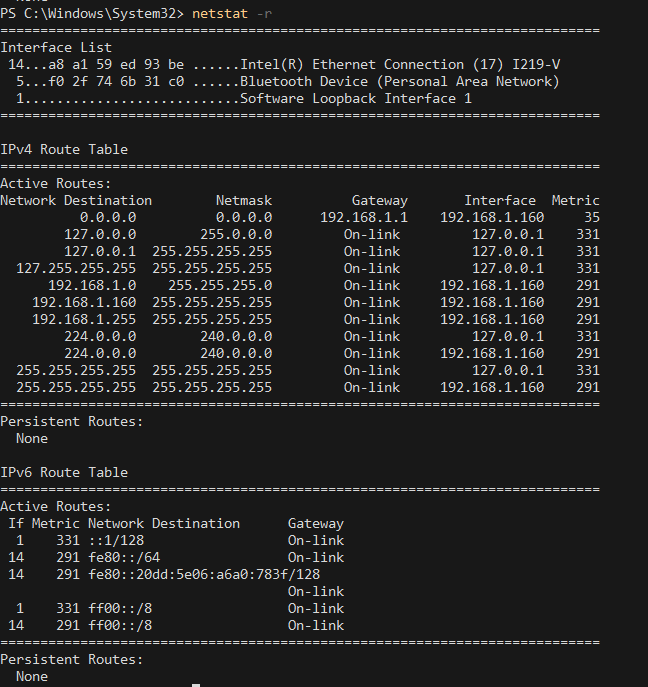 None
PS C:\Windows\System32> netstat -r
===========================================================================
Interface List
 14...a8 a1 59 ed 93 be ......Intel(R) Ethernet Connection (17) I219-V
  5...f0 2f 74 6b 31 c0 ......Bluetooth Device (Personal Area Network)
  1...........................Software Loopback Interface 1
===========================================================================

IPv4 Route Table
===========================================================================
Active Routes:
Network Destination        Netmask          Gateway       Interface  Metric
          0.0.0.0          0.0.0.0      192.168.1.1    192.168.1.160     35
        127.0.0.0        255.0.0.0         On-link         127.0.0.1    331
        127.0.0.1  255.255.255.255         On-link         127.0.0.1    331
  127.255.255.255  255.255.255.255         On-link         127.0.0.1    331
      192.168.1.0    255.255.255.0         On-link     192.168.1.160    291
    192.168.1.160  255.255.255.255         On-link     192.168.1.160    291
    192.168.1.255  255.255.255.255         On-link     192.168.1.160    291
        224.0.0.0        240.0.0.0         On-link         127.0.0.1    331
        224.0.0.0        240.0.0.0         On-link     192.168.1.160    291
  255.255.255.255  255.255.255.255         On-link         127.0.0.1    331
  255.255.255.255  255.255.255.255         On-link     192.168.1.160    291
===========================================================================
Persistent Routes:
  None

IPv6 Route Table
===========================================================================
Active Routes:
 If Metric Network Destination      Gateway
  1    331 ::1/128                  On-link
 14    291 fe80::/64                On-link
 14    291 fe80::20dd:5e06:a6a0:783f/128
                                    On-link
  1    331 ff00::/8                 On-link
 14    291 ff00::/8                 On-link
===========================================================================
Persistent Routes:
  None